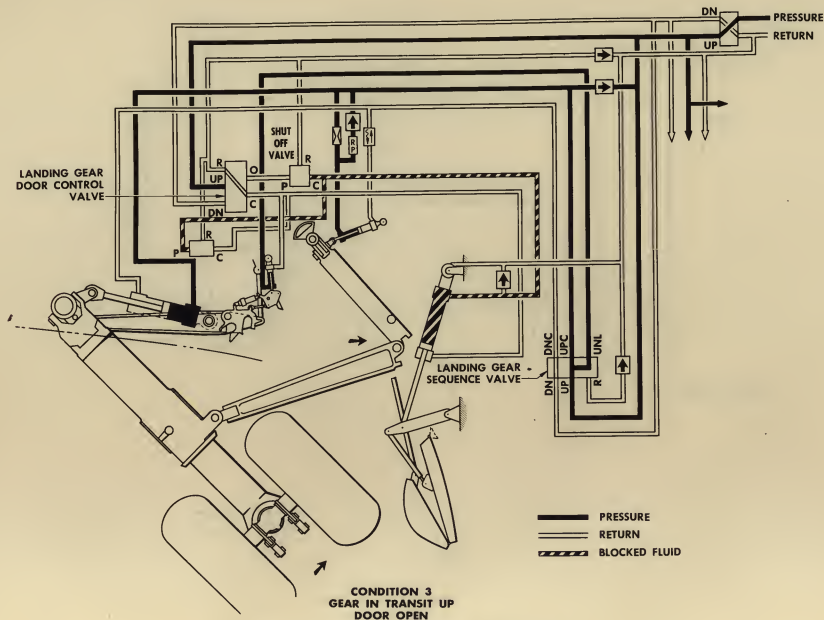 DN
PRESSURE
RETURN
UP
SHUT
OFF
VALVE
R
R
O
UP
P
C
LANDING GEAR
DOOR CONTROL
VALVE
C
DN
R
P
C
RP
DNC
UPC
UNL
LANDING GEAR
SEQUENCE VALVE
DN
UP
R
PRESSURE
RETURN
BLOCKED FLUID
CONDITION 3
GEAR IN TRANSIT UP
DOOR OPEN